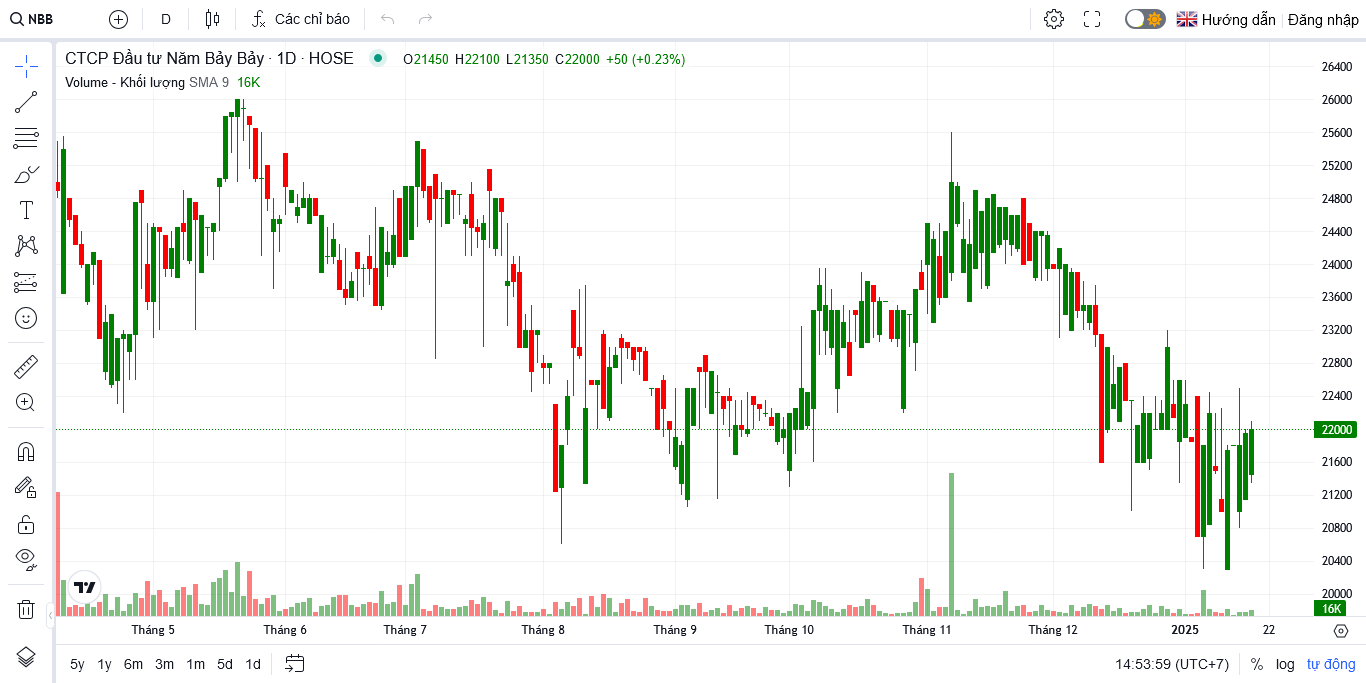 NBB D Các chỉ báo Hướng dẫn Đăng nhập
CTCP Đầu tư Năm Bảy Bảy · 1D · HOSE O21450 H22100 L21350 C22000 +50 (+0.23%)
Volume - Khối lượng SMA 9 16K
26400
26000
25600
25200
24800
24400
24000
23600
23200
22800
22400
22000
21600
21200
20800
20400
20000
16K
Tháng 5 Tháng 6 Tháng 7 Tháng 8 Tháng 9 Tháng 10 Tháng 11 Tháng 12 2025 22
5y 1y 6m 3m 1m 5d 1d 14:53:59 (UTC+7) % log tự động